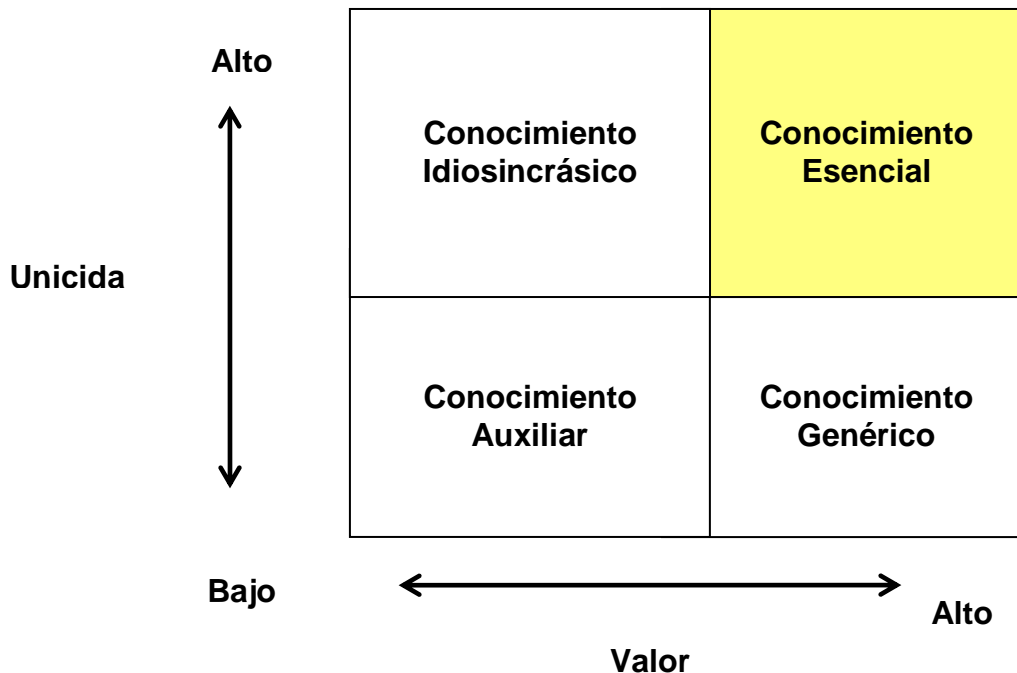 Alto
Conocimiento
Idiosincrásico
Conocimiento
Esencial
Unicida
Conocimiento
Auxiliar
Conocimiento
Genérico
Bajo
Alto
Valor